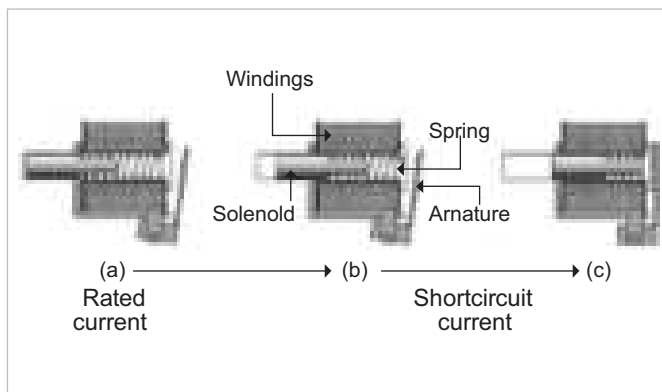 Windings
Spring
Solenold
Arnature
(a)
(b)
(c)
Rated
current
Shortcircuit
current